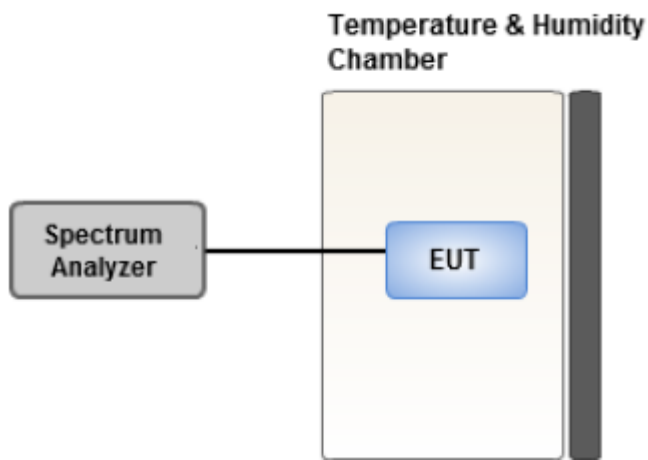 Temperature & Humidity
Chamber
Spectrum
Analyzer
EUT